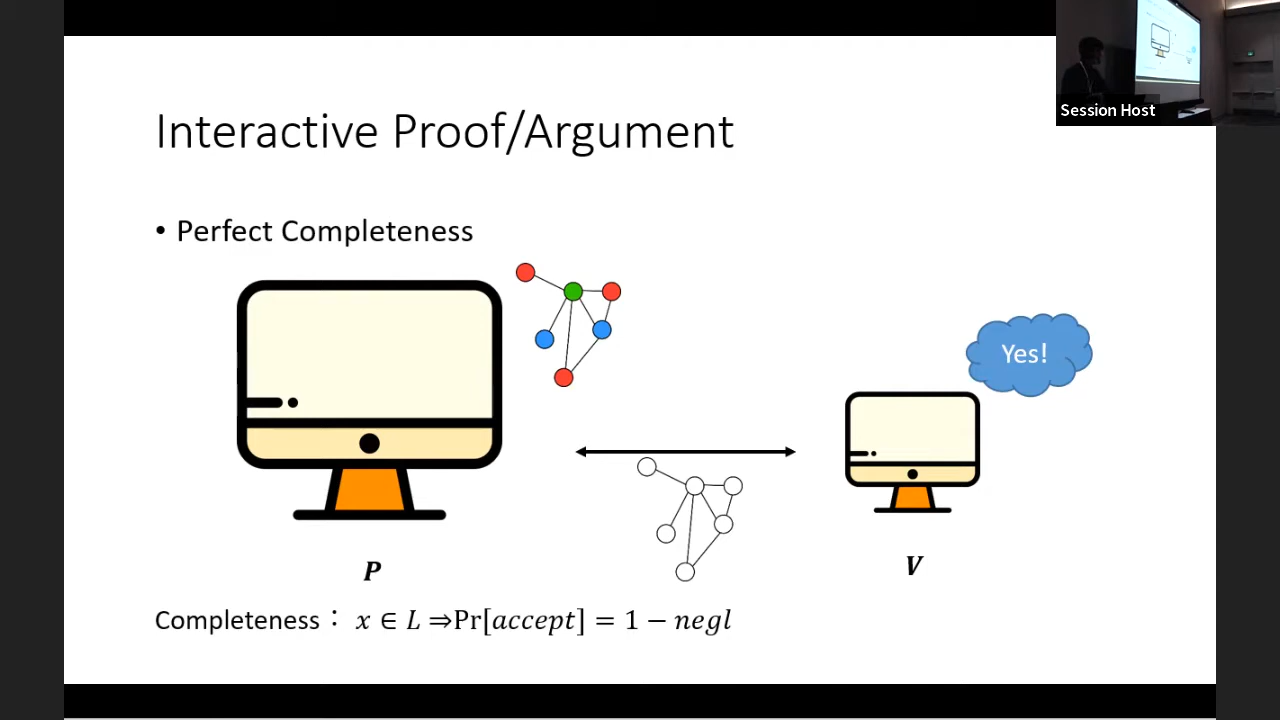 Session Host
Interactive Proof/Argument
• Perfect Completeness
Yes!
P
V
Completeness： x ∈ L ⇒Pr[accept] = 1 − negl